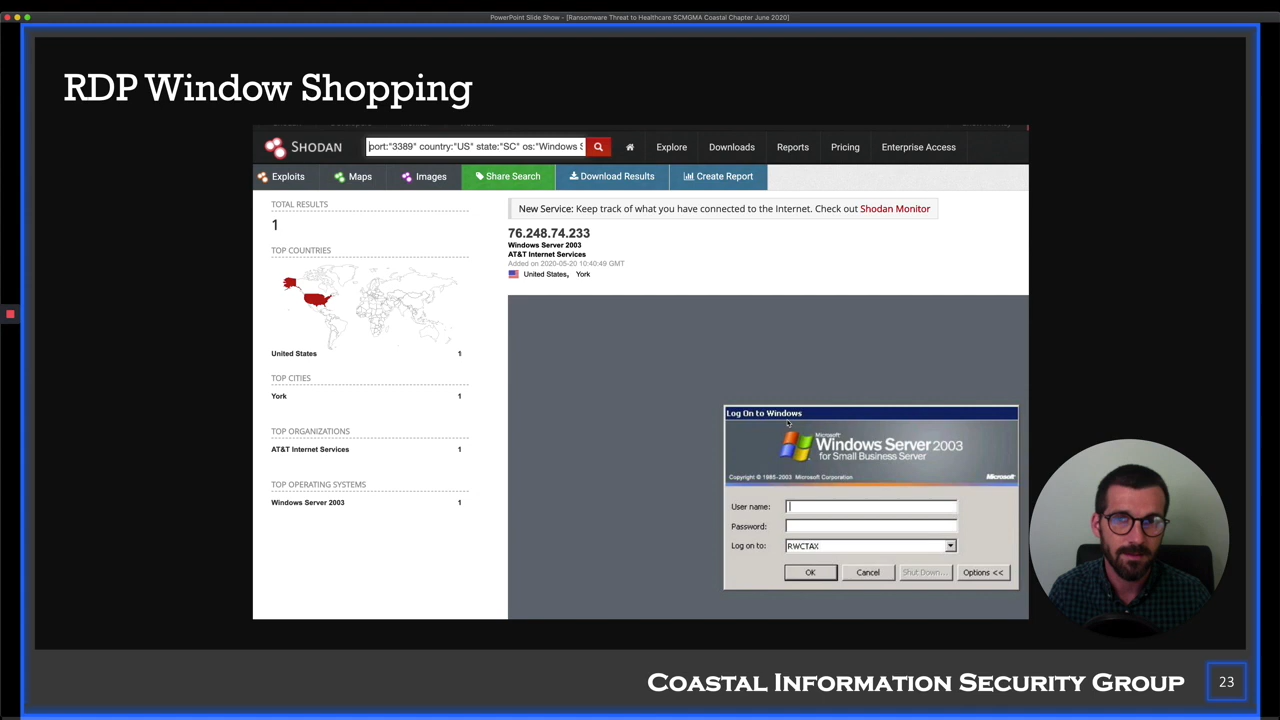 PowerPoint Slide Show - [Ransomware Threat to Healthcare SCMGMA Coastal Chapter June 2020]
RDP Window Shopping
SHODAN
port:"3389" country:"US" state:"SC" os:"Windows S
Explore
Downloads
Reports
Pricing
Enterprise Access
Exploits
Maps
Images
Share Search
Download Results
Create Report
TOTAL RESULTS
1
TOP COUNTRIES
United States 1
TOP CITIES
York 1
TOP ORGANIZATIONS
AT&T Internet Services 1
TOP OPERATING SYSTEMS
Windows Server 2003 1
New Service: Keep track of what you have connected to the Internet. Check out Shodan Monitor
76.248.74.233
Windows Server 2003
AT&T Internet Services
Added on 2020-05-20 10:40:49 GMT
United States, York
Log On to Windows
Microsoft
Windows Server 2003
for Small Business Server
Copyright © 1985-2003 Microsoft Corporation
Microsoft
User name:
Password:
Log on to: RWCTAX
OK
Cancel
Shut Down...
Options <<
COASTAL INFORMATION SECURITY GROUP
23